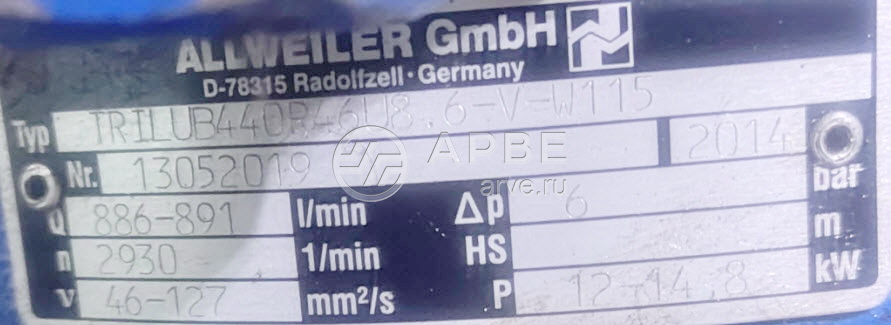 ALLWEILER GmbH
D-78315 Radolfzell · Germany
Typ TRILUB440R46U8.6-V-W115
Nr. 13052019 2014
АРВЕ
arve.ru
Q 886-891 l/min Δp 6 bar
n 2930 1/min HS m
ν 46-127 mm²/s P 12-14,8 kW